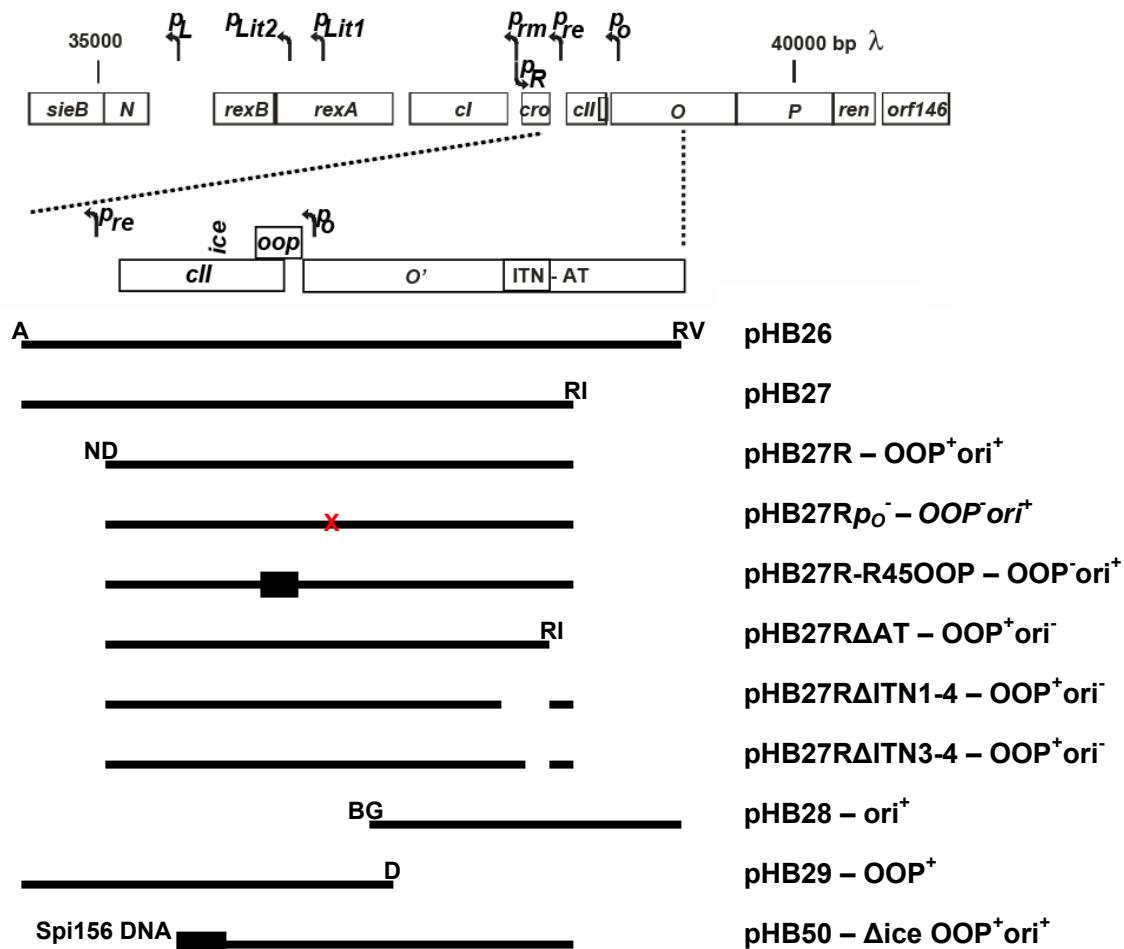 pL pLit2 pLit1 prm pre po
35000 40000 bp λ
pR
sieB N rexB rexA cI cro cII O P ren orf146
pre ice oop po
cII O' ITN - AT
A RV pHB26
RI pHB27
ND pHB27R – OOP⁺ori⁺
X pHB27Rpo⁻ – OOP⁻ori⁺
pHB27R-R45OOP – OOP⁻ori⁺
RI pHB27RΔAT – OOP⁺ori⁻
pHB27RΔITN1-4 – OOP⁺ori⁻
pHB27RΔITN3-4 – OOP⁺ori⁻
BG pHB28 – ori⁺
D pHB29 – OOP⁺
Spi156 DNA pHB50 – Δice OOP⁺ori⁺